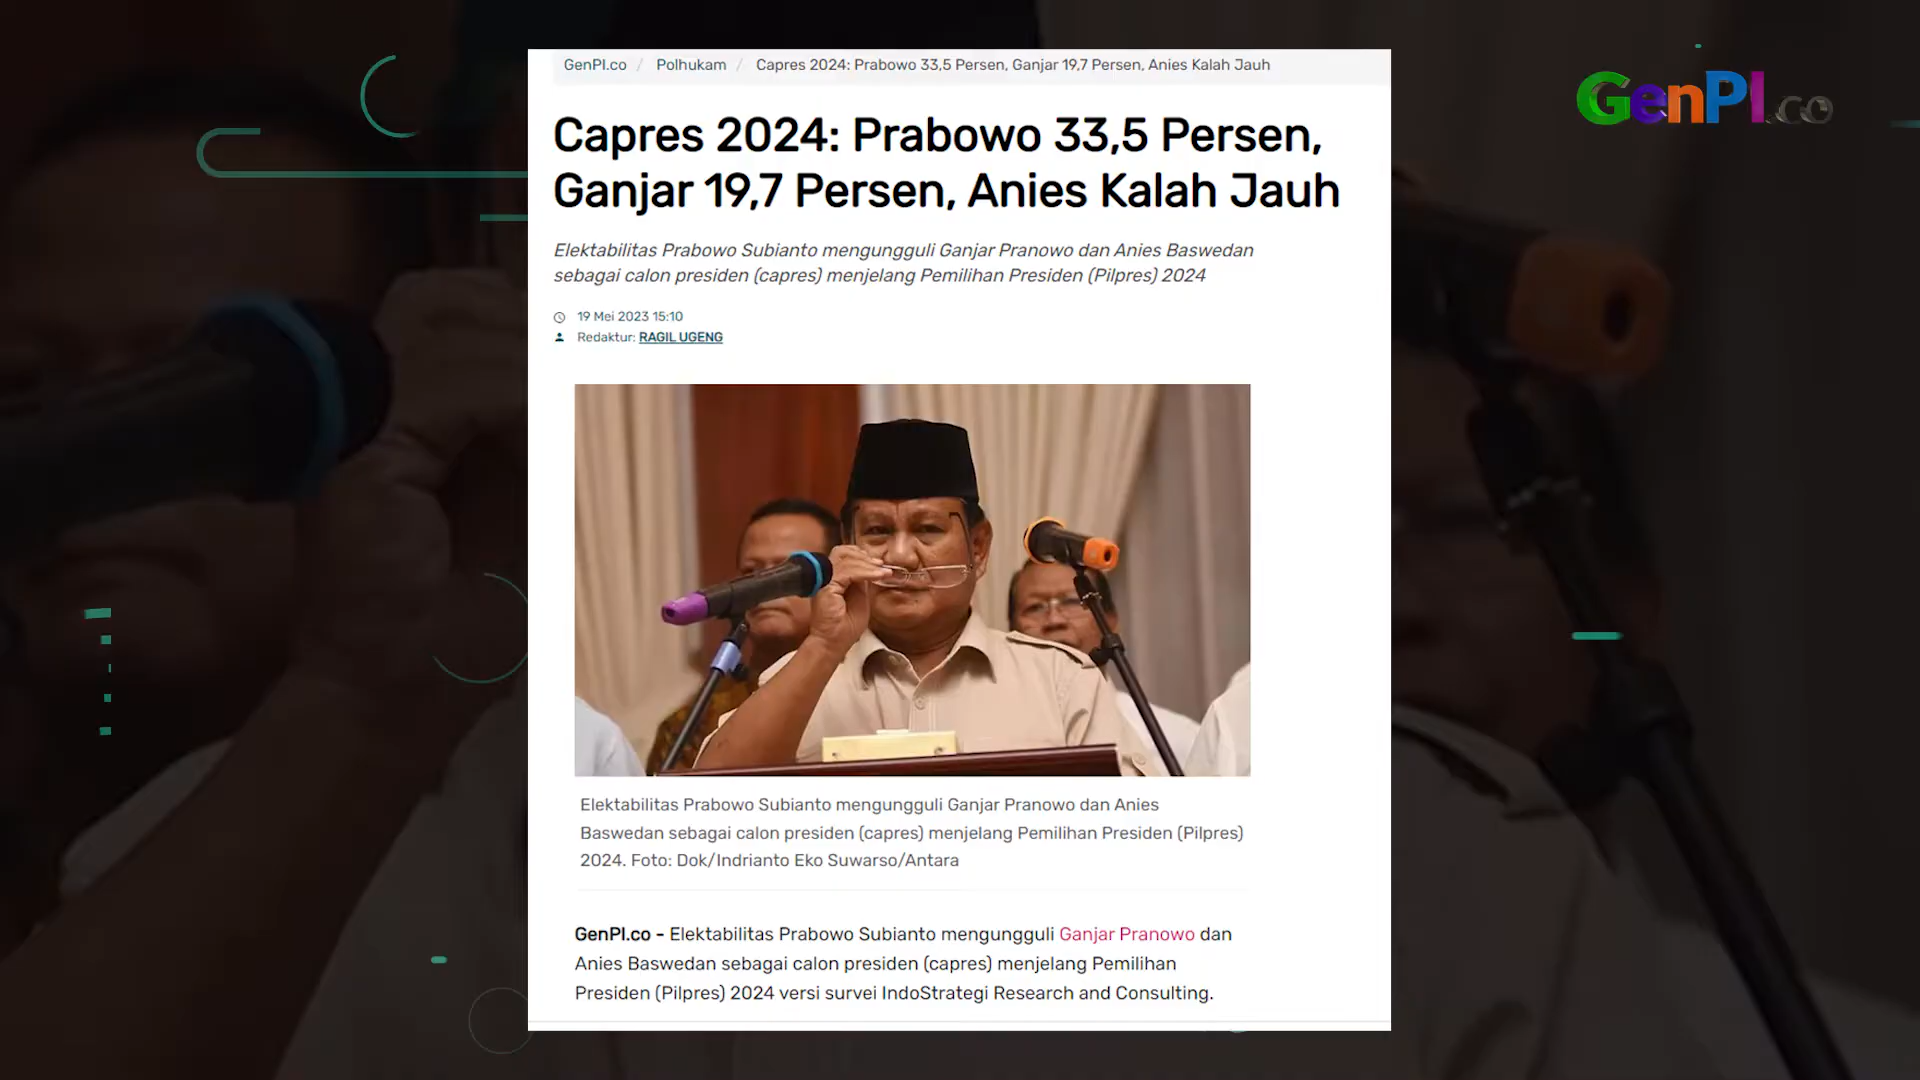 GenPI.co / Polhukam / Capres 2024: Prabowo 33,5 Persen, Ganjar 19,7 Persen, Anies Kalah Jauh
GenPI.co
Capres 2024: Prabowo 33,5 Persen,
Ganjar 19,7 Persen, Anies Kalah Jauh
Elektabilitas Prabowo Subianto mengungguli Ganjar Pranowo dan Anies Baswedan
sebagai calon presiden (capres) menjelang Pemilihan Presiden (Pilpres) 2024
19 Mei 2023 15:10
Redaktur: RAGIL UGENG
Elektabilitas Prabowo Subianto mengungguli Ganjar Pranowo dan Anies
Baswedan sebagai calon presiden (capres) menjelang Pemilihan Presiden (Pilpres)
2024. Foto: Dok/Indrianto Eko Suwarso/Antara
GenPI.co - Elektabilitas Prabowo Subianto mengungguli Ganjar Pranowo dan
Anies Baswedan sebagai calon presiden (capres) menjelang Pemilihan
Presiden (Pilpres) 2024 versi survei IndoStrategi Research and Consulting.